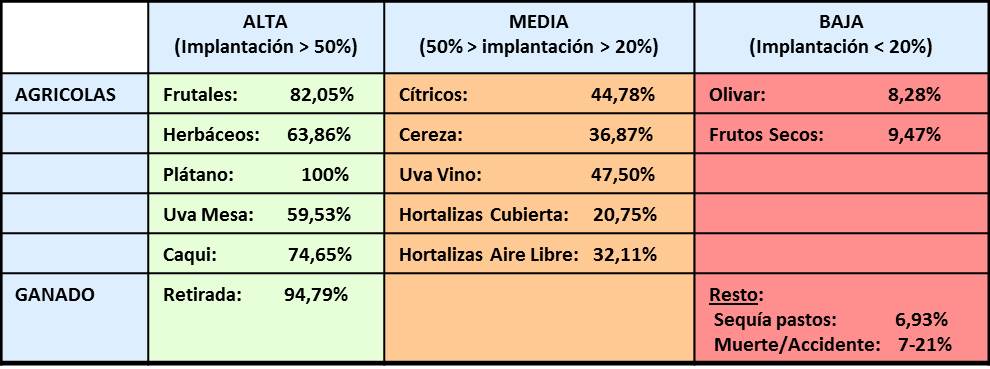 ALTA
(Implantación > 50%)
MEDIA
(50% > implantación > 20%)
BAJA
(Implantación < 20%)
AGRICOLAS
Frutales: 82,05%
Cítricos: 44,78%
Olivar: 8,28%
Herbáceos: 63,86%
Cereza: 36,87%
Frutos Secos: 9,47%
Plátano: 100%
Uva Vino: 47,50%
Uva Mesa: 59,53%
Hortalizas Cubierta: 20,75%
Caqui: 74,65%
Hortalizas Aire Libre: 32,11%
GANADO
Retirada: 94,79%
Resto:
Sequía pastos: 6,93%
Muerte/Accidente: 7-21%